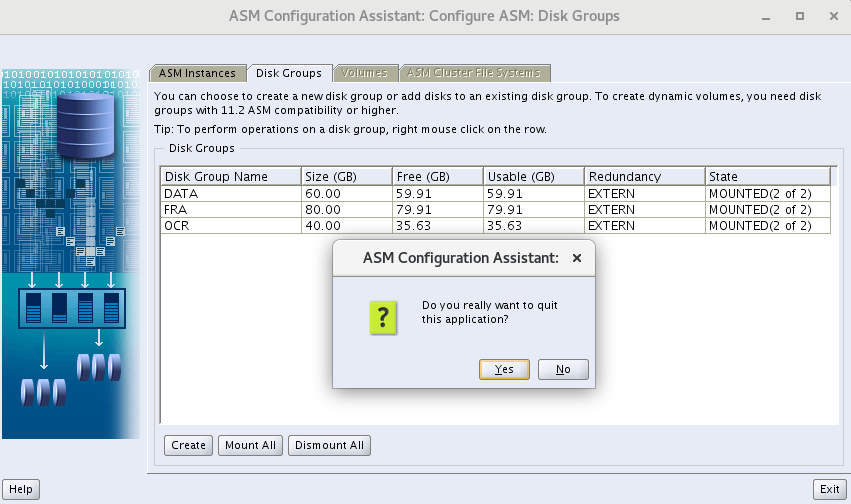 ASM Configuration Assistant: Configure ASM: Disk Groups
ASM Instances Disk Groups Volumes ASM Cluster File Systems
You can choose to create a new disk group or add disks to an existing disk group. To create dynamic volumes, you need disk
groups with 11.2 ASM compatibility or higher.
Tip: To perform operations on a disk group, right mouse click on the row.
Disk Groups
Disk Group Name Size (GB) Free (GB) Usable (GB) Redundancy State
DATA 60.00 59.91 59.91 EXTERN MOUNTED(2 of 2)
FRA 80.00 79.91 79.91 EXTERN MOUNTED(2 of 2)
OCR 40.00 35.63 35.63 EXTERN MOUNTED(2 of 2)
ASM Configuration Assistant:
?
Do you really want to quit
this application?
Yes No
Create Mount All Dismount All
Help Exit